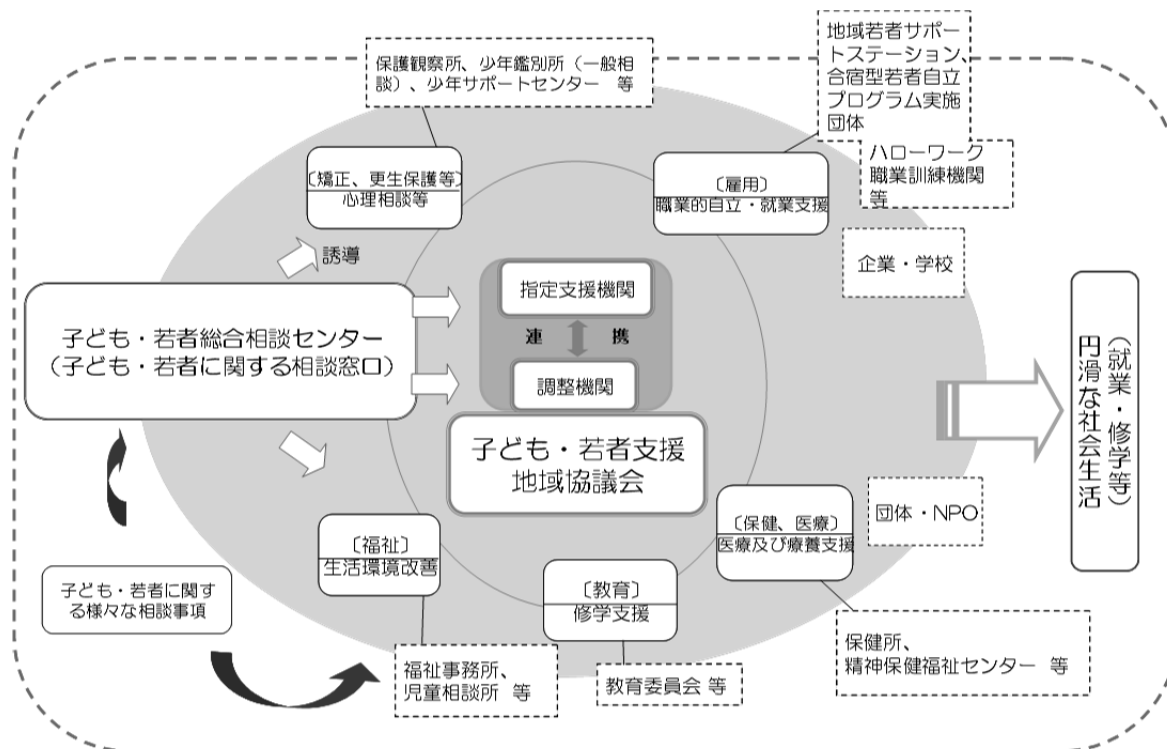 保護観察所、少年鑑別所（一般相
談）、少年サポートセンター 等
地域若者サポー
トステーション、
合宿型若者自立
プログラム実施
団体
ハローワーク
職業訓練機関
等
〔矯正、更生保護等〕
心理相談等
〔雇用〕
職業的自立・就業支援
誘導
企業・学校
指定支援機関
連 携
調整機関
子ども・若者総合相談センター
（子ども・若者に関する相談窓口）
子ども・若者支援
地域協議会
（就業・修学等）
円滑な社会生活
団体・NPO
〔保健、医療〕
医療及び療養支援
〔福祉〕
生活環境改善
〔教育〕
修学支援
子ども・若者に関す
る様々な相談事項
福祉事務所、
児童相談所 等
教育委員会 等
保健所、
精神保健福祉センター 等